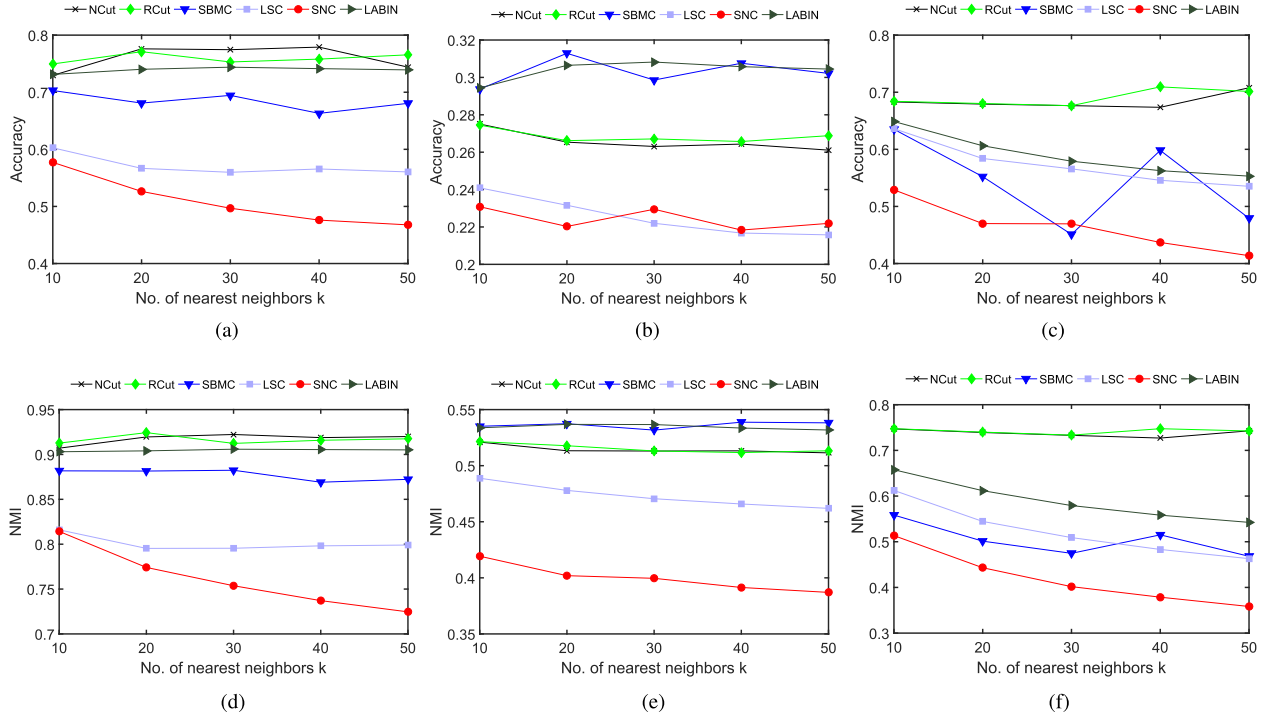 NCut RCut SBMC LSC SNC LABIN
0.8
0.7
0.6
0.5
0.4
Accuracy
10 20 30 40 50
No. of nearest neighbors k
(a)
NCut RCut SBMC LSC SNC LABIN
0.32
0.3
0.28
0.26
0.24
0.22
0.2
Accuracy
10 20 30 40 50
No. of nearest neighbors k
(b)
NCut RCut SBMC LSC SNC LABIN
0.8
0.7
0.6
0.5
0.4
Accuracy
10 20 30 40 50
No. of nearest neighbors k
(c)
NCut RCut SBMC LSC SNC LABIN
0.95
0.9
0.85
0.8
0.75
0.7
NMI
10 20 30 40 50
No. of nearest neighbors k
(d)
NCut RCut SBMC LSC SNC LABIN
0.55
0.5
0.45
0.4
0.35
NMI
10 20 30 40 50
No. of nearest neighbors k
(e)
NCut RCut SBMC LSC SNC LABIN
0.8
0.7
0.6
0.5
0.4
0.3
NMI
10 20 30 40 50
No. of nearest neighbors k
(f)